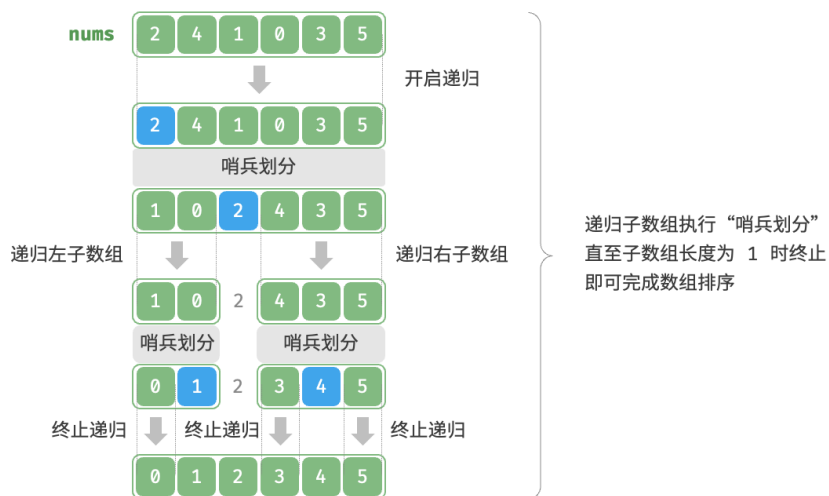 nums 2 4 1 0 3 5
开启递归
2 4 1 0 3 5
哨兵划分
1 0 2 4 3 5
递归左子数组 递归右子数组
1 0 2 4 3 5
哨兵划分 哨兵划分
0 1 2 3 4 5
终止递归 终止递归 终止递归
0 1 2 3 4 5
递归子数组执行“哨兵划分”
直至子数组长度为 1 时终止
即可完成数组排序